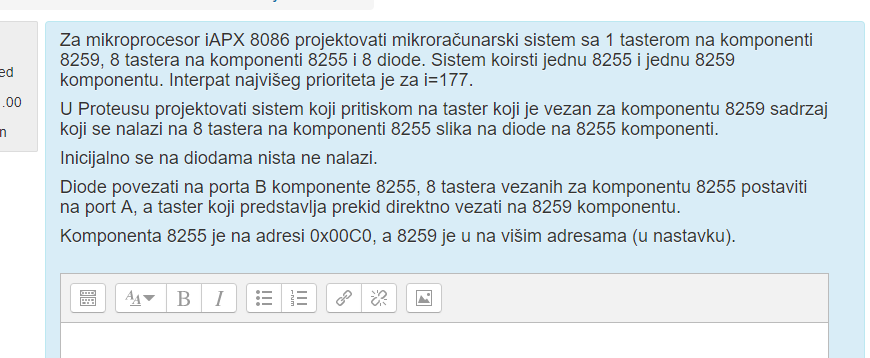 ed
.00
n
Za mikroprocesor iAPX 8086 projektovati mikroračunarski sistem sa 1 tasterom na komponenti
8259, 8 tastera na komponenti 8255 i 8 diode. Sistem koirsti jednu 8255 i jednu 8259
komponentu. Interpat najvišeg prioriteta je za i=177.
U Proteusu projektovati sistem koji pritiskom na taster koji je vezan za komponentu 8259 sadrzaj
koji se nalazi na 8 tastera na komponenti 8255 slika na diode na 8255 komponenti.
Inicijalno se na diodama nista ne nalazi.
Diode povezati na porta B komponente 8255, 8 tastera vezanih za komponentu 8255 postaviti
na port A, a taster koji predstavlja prekid direktno vezati na 8259 komponentu.
Komponenta 8255 je na adresi 0x00C0, a 8259 je u na višim adresama (u nastavku).
B I